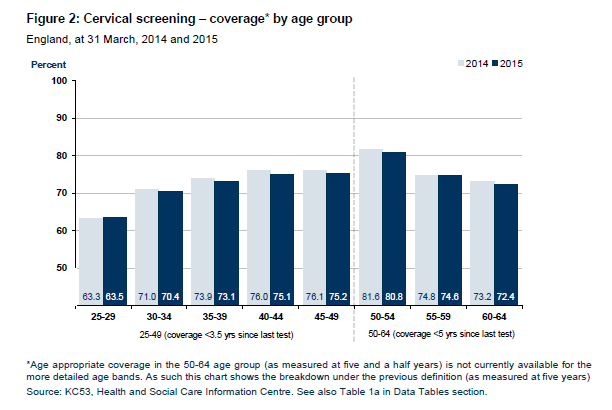 Figure 2: Cervical screening – coverage* by age group
England, at 31 March, 2014 and 2015
Percent
2014 2015
100
90
80
70
60
50
63.3 63.5 71.0 70.4 73.9 73.1 76.0 75.1 76.1 75.2 81.6 80.8 74.8 74.6 73.2 72.4
25-29 30-34 35-39 40-44 45-49 50-54 55-59 60-64
25-49 (coverage <3.5 yrs since last test) 50-64 (coverage <5 yrs since last test)
*Age appropriate coverage in the 50-64 age group (as measured at five and a half years) is not currently available for the
more detailed age bands. As such this chart shows the breakdown under the previous definition (as measured at five years)
Source: KC53, Health and Social Care Information Centre. See also Table 1a in Data Tables section.